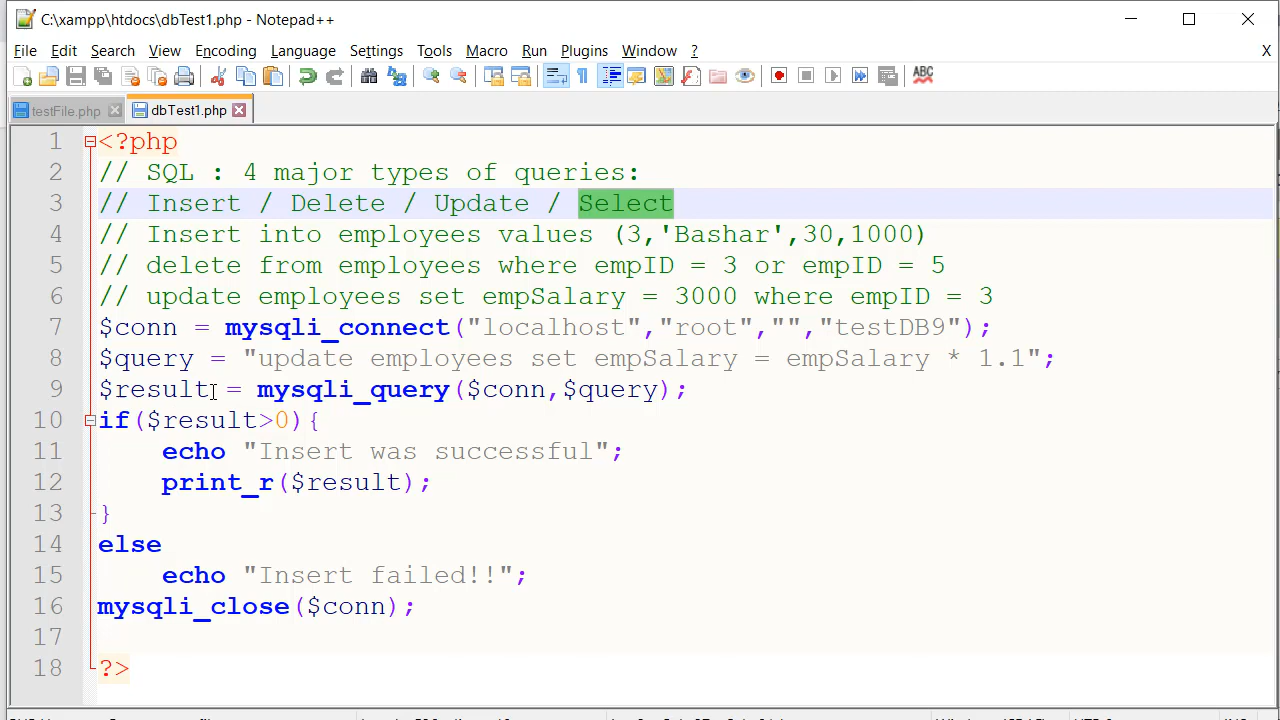 C:\xampp\htdocs\dbTest1.php - Notepad++
File Edit Search View Encoding Language Settings Tools Macro Run Plugins Window ? X
ABC
testFile.php dbTest1.php
1 <?php
2 // SQL : 4 major types of queries:
3 // Insert / Delete / Update / Select
4 // Insert into employees values (3,'Bashar',30,1000)
5 // delete from employees where empID = 3 or empID = 5
6 // update employees set empSalary = 3000 where empID = 3
7 $conn = mysqli_connect("localhost","root","","testDB9");
8 $query = "update employees set empSalary = empSalary * 1.1";
9 $result = mysqli_query($conn,$query);
10 if($result>0){
11 echo "Insert was successful";
12 print_r($result);
13 }
14 else
15 echo "Insert failed!!";
16 mysqli_close($conn);
17
18 ?>